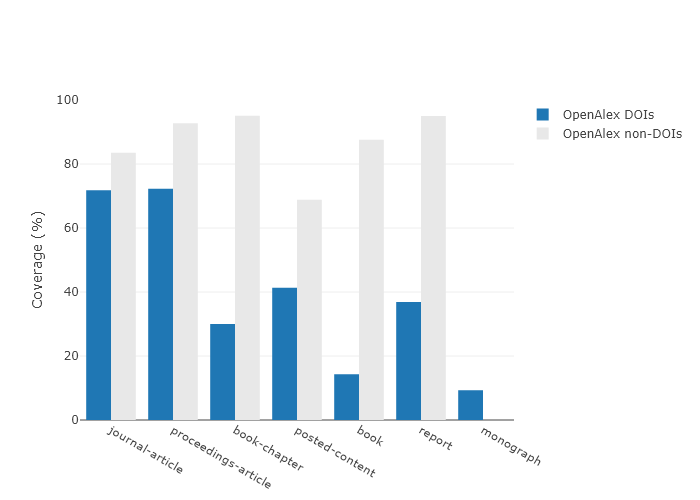 100
80
60
40
20
0
Coverage (%)
journal-article
proceedings-article
book-chapter
posted-content
book
report
monograph
OpenAlex DOIs
OpenAlex non-DOIs